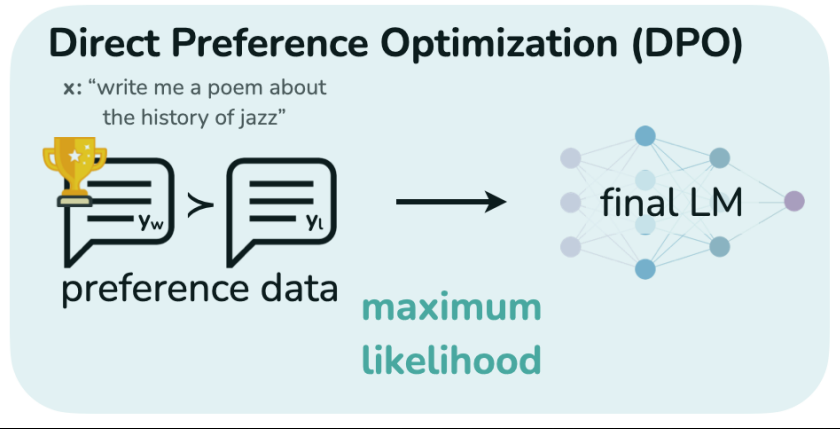 Direct Preference Optimization (DPO)
x: “write me a poem about
the history of jazz”
y_w ≻ y_l
preference data
maximum
likelihood
final LM